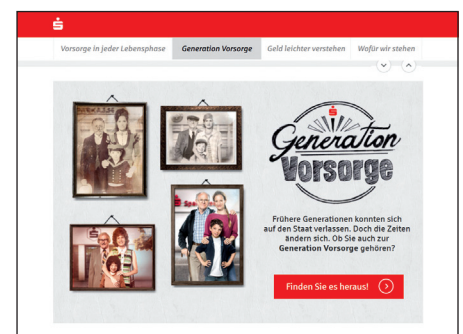 Vorsorge in jeder Lebensphase Generation Vorsorge Geld leichter verstehen Wofür wir stehen
Generation
Vorsorge
Frühere Generationen konnten sich
auf den Staat verlassen. Doch die Zeiten
ändern sich. Ob Sie auch zur
Generation Vorsorge gehören?
Finden Sie es heraus!